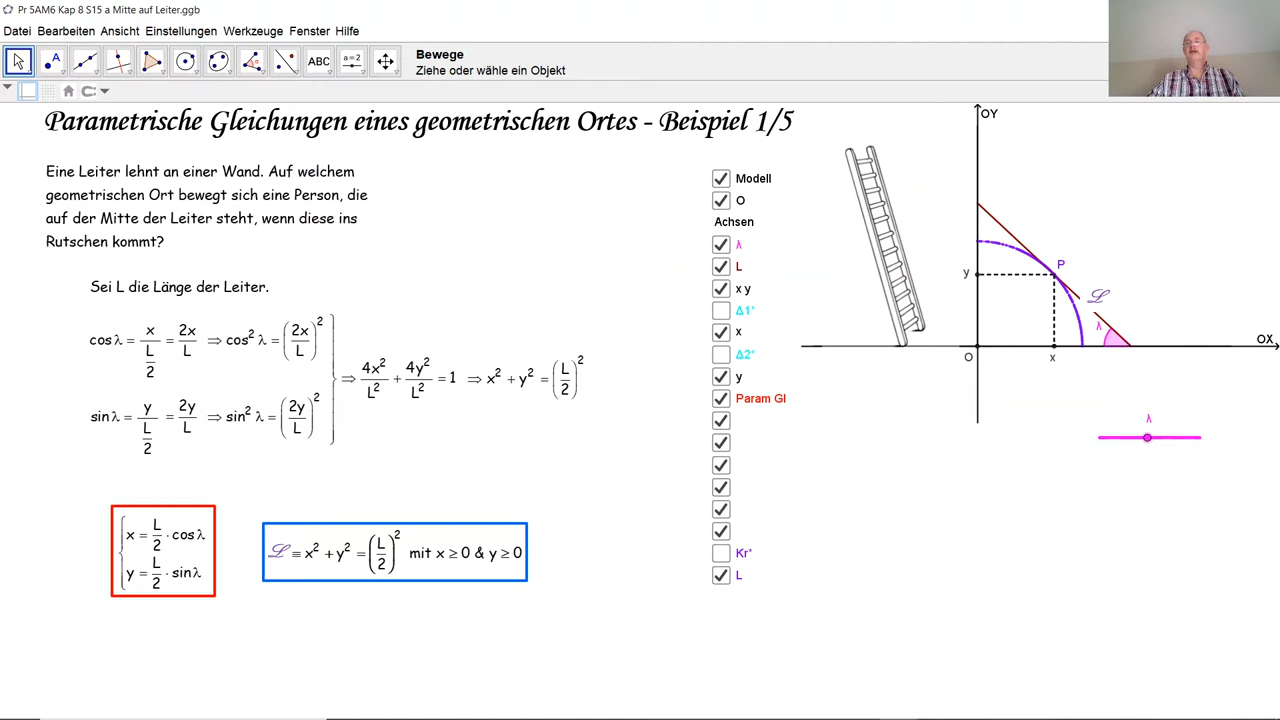 Pr 5AM6 Kap 8 S15 a Mitte auf Leiter.ggb
Datei Bearbeiten Ansicht Einstellungen Werkzeuge Fenster Hilfe
A
ABC
a=2
Bewege
Ziehe oder wähle ein Objekt
Parametrische Gleichungen eines geometrischen Ortes - Beispiel 1/5
Eine Leiter lehnt an einer Wand. Auf welchem
geometrischen Ort bewegt sich eine Person, die
auf der Mitte der Leiter steht, wenn diese ins
Rutschen kommt?
Sei L die Länge der Leiter.
cosλ = x/(L/2) = 2x/L ⇒ cos² λ = (2x/L)²
sinλ = y/(L/2) = 2y/L ⇒ sin² λ = (2y/L)²
⇒ 4x²/L² + 4y²/L² = 1 ⇒ x² + y² = (L/2)²
x = L/2 · cosλ
y = L/2 · sinλ
ℒ ≡ x² + y² = (L/2)² mit x ≥ 0 & y ≥ 0
Modell
O
Achsen
λ
L
x y
Δ1*
x
Δ2*
y
Param Gl
Kr*
L
OY
P
y
ℒ
λ
OX
O
x
λ